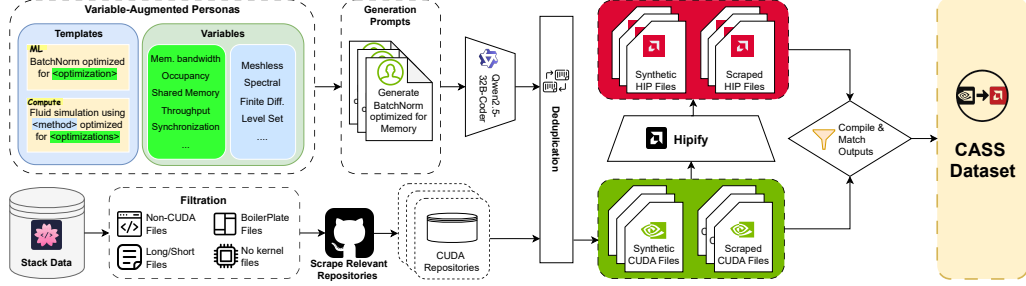 Variable-Augmented Personas
Templates
ML
BatchNorm optimized
for <optimization>
Compute
Fluid simulation using
<method> optimized
for <optimizations>
Variables
Mem. bandwidth
Occupancy
Shared Memory
Throughput
Synchronization
...
Meshless
Spectral
Finite Diff.
Level Set
....
Generation
Prompts
Generate
BatchNorm
optimized for
Memory
Qwen2.5-
32B-Coder
Deduplication
Synthetic
HIP Files
Scraped
HIP Files
Hipify
Synthetic
CUDA Files
Scraped
CUDA Files
Compile &
Match
Outputs
CASS
Dataset
Stack Data
Filtration
Non-CUDA
Files
BoilerPlate
Files
Long/Short
Files
No kernel
files
Scrape Relevant
Repositories
CUDA
Repositories